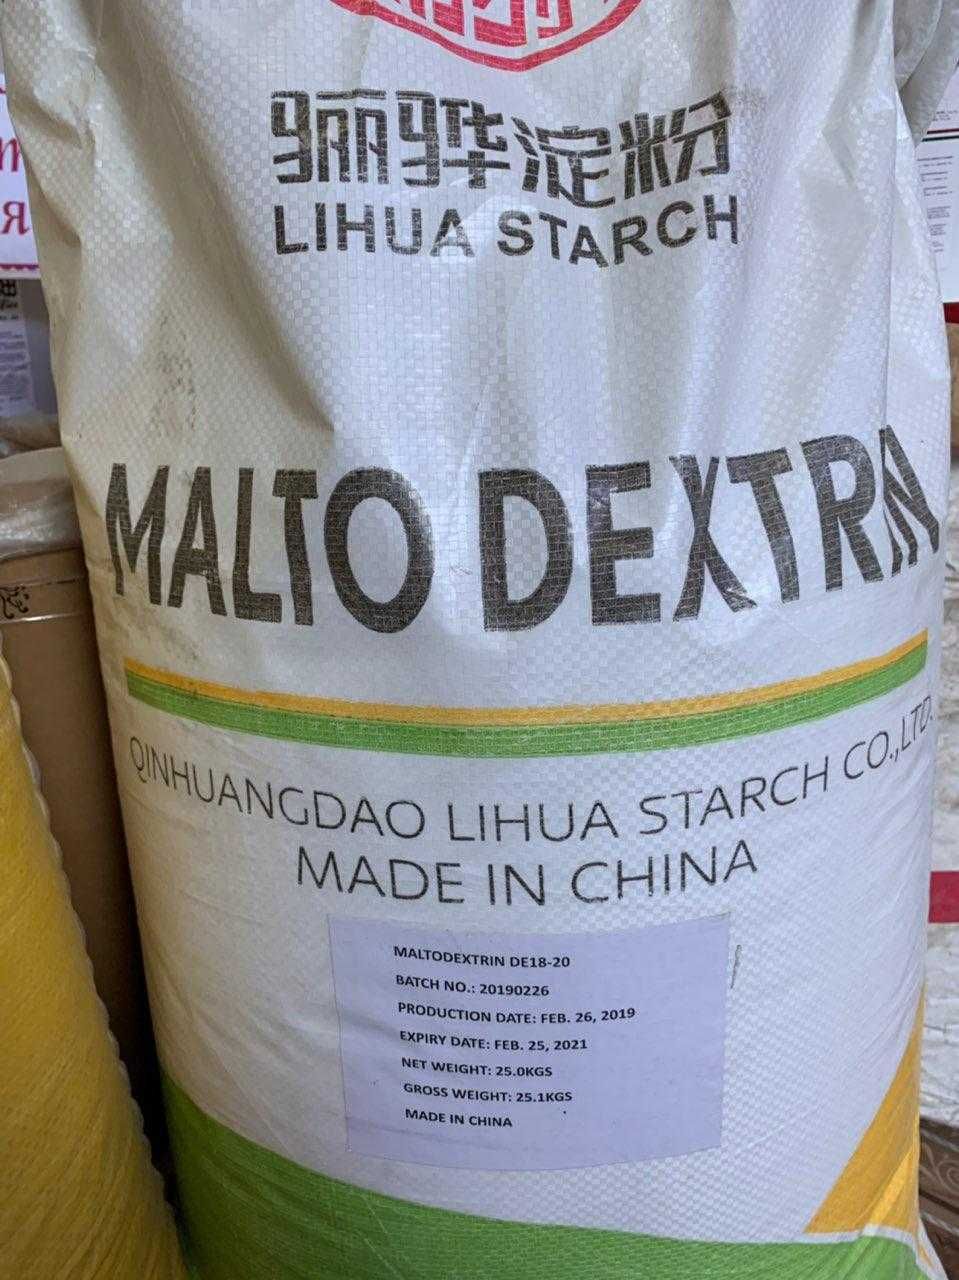 骊骅淀粉
LIHUA STARCH
MALTO DEXTRIN
QINHUANGDAO LIHUA STARCH CO.,LTD.
MADE IN CHINA
MALTODEXTRIN DE18-20
BATCH NO.: 20190226
PRODUCTION DATE: FEB. 26, 2019
EXPIRY DATE: FEB. 25, 2021
NET WEIGHT: 25.0KGS
GROSS WEIGHT: 25.1KGS
MADE IN CHINA